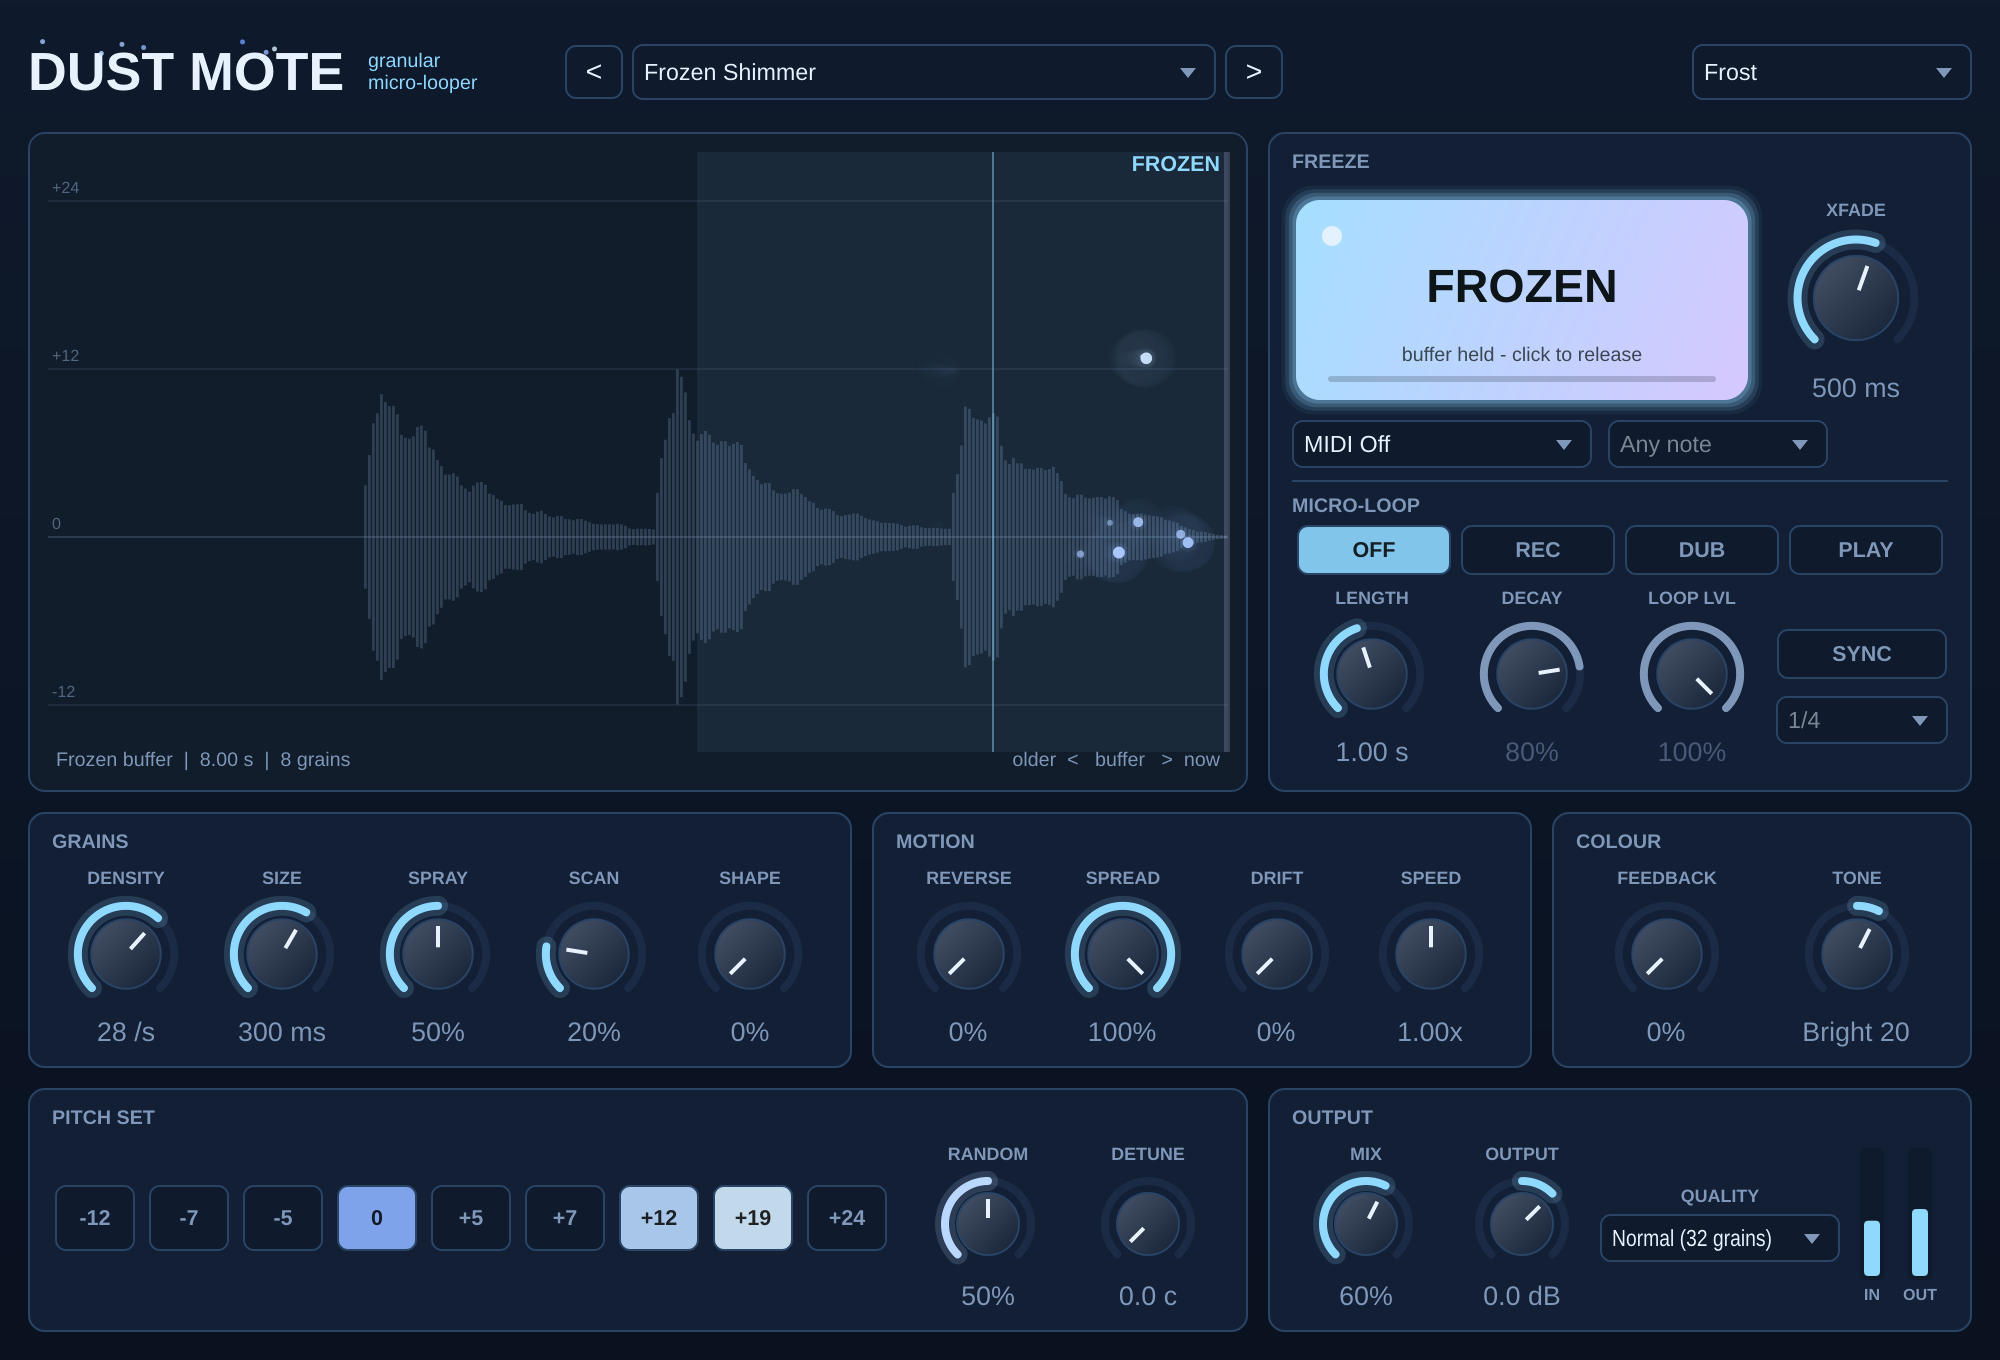 DUST MOTE
granular
micro-looper
<
Frozen Shimmer
>
Frost
FROZEN
+24
+12
0
-12
Frozen buffer | 8.00 s | 8 grains
older < buffer > now
FREEZE
FROZEN
buffer held - click to release
XFADE
500 ms
MIDI Off
Any note
MICRO-LOOP
OFF
REC
DUB
PLAY
LENGTH
DECAY
LOOP LVL
1.00 s
80%
100%
SYNC
1/4
GRAINS
DENSITY
SIZE
SPRAY
SCAN
SHAPE
28 /s
300 ms
50%
20%
0%
MOTION
REVERSE
SPREAD
DRIFT
SPEED
0%
100%
0%
1.00x
COLOUR
FEEDBACK
TONE
0%
Bright 20
PITCH SET
-12
-7
-5
0
+5
+7
+12
+19
+24
RANDOM
DETUNE
50%
0.0 c
OUTPUT
MIX
OUTPUT
60%
0.0 dB
QUALITY
Normal (32 grains)
IN
OUT